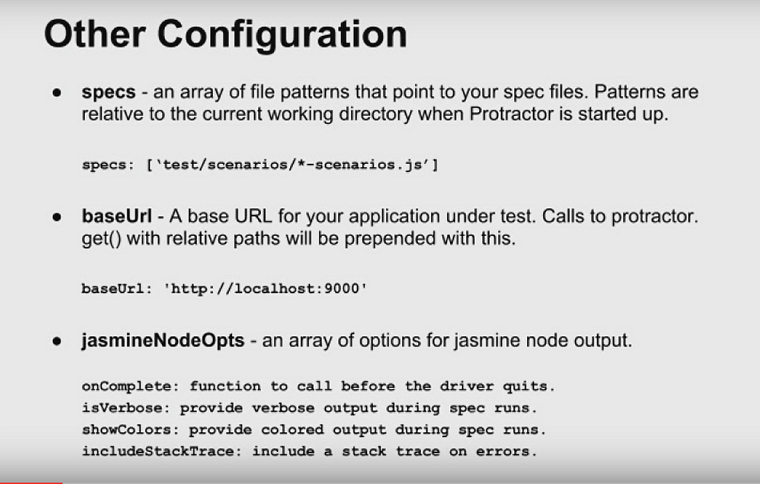 Other Configuration
● specs - an array of file patterns that point to your spec files. Patterns are
relative to the current working directory when Protractor is started up.
specs: [‘test/scenarios/*-scenarios.js’]
● baseUrl - A base URL for your application under test. Calls to protractor.
get() with relative paths will be prepended with this.
baseUrl: 'http://localhost:9000'
● jasmineNodeOpts - an array of options for jasmine node output.
onComplete: function to call before the driver quits.
isVerbose: provide verbose output during spec runs.
showColors: provide colored output during spec runs.
includeStackTrace: include a stack trace on errors.